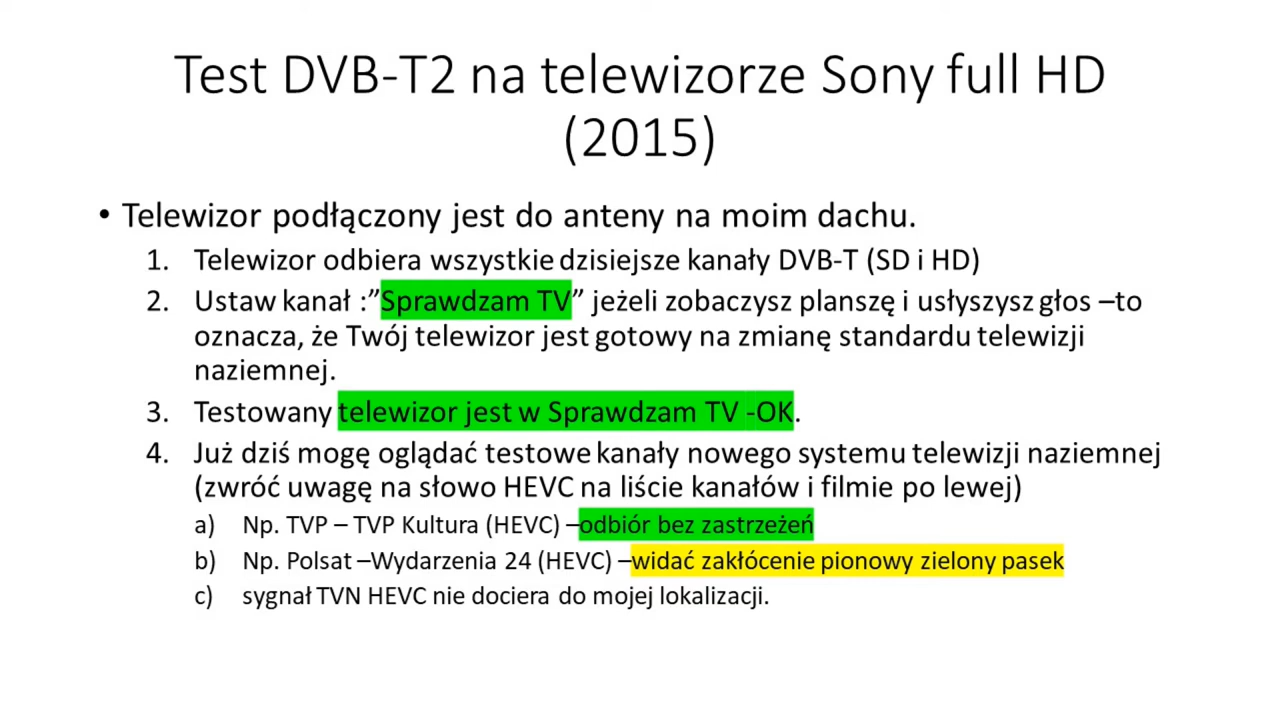 Test DVB-T2 na telewizorze Sony full HD
(2015)
• Telewizor podłączony jest do anteny na moim dachu.
1. Telewizor odbiera wszystkie dzisiejsze kanały DVB-T (SD i HD)
2. Ustaw kanał :”Sprawdzam TV” jeżeli zobaczysz planszę i usłyszysz głos –to
oznacza, że Twój telewizor jest gotowy na zmianę standardu telewizji
naziemnej.
3. Testowany telewizor jest w Sprawdzam TV -OK.
4. Już dziś mogę oglądać testowe kanały nowego systemu telewizji naziemnej
(zwróć uwagę na słowo HEVC na liście kanałów i filmie po lewej)
a) Np. TVP – TVP Kultura (HEVC) –odbiór bez zastrzeżeń
b) Np. Polsat –Wydarzenia 24 (HEVC) –widać zakłócenie pionowy zielony pasek
c) sygnał TVN HEVC nie dociera do mojej lokalizacji.